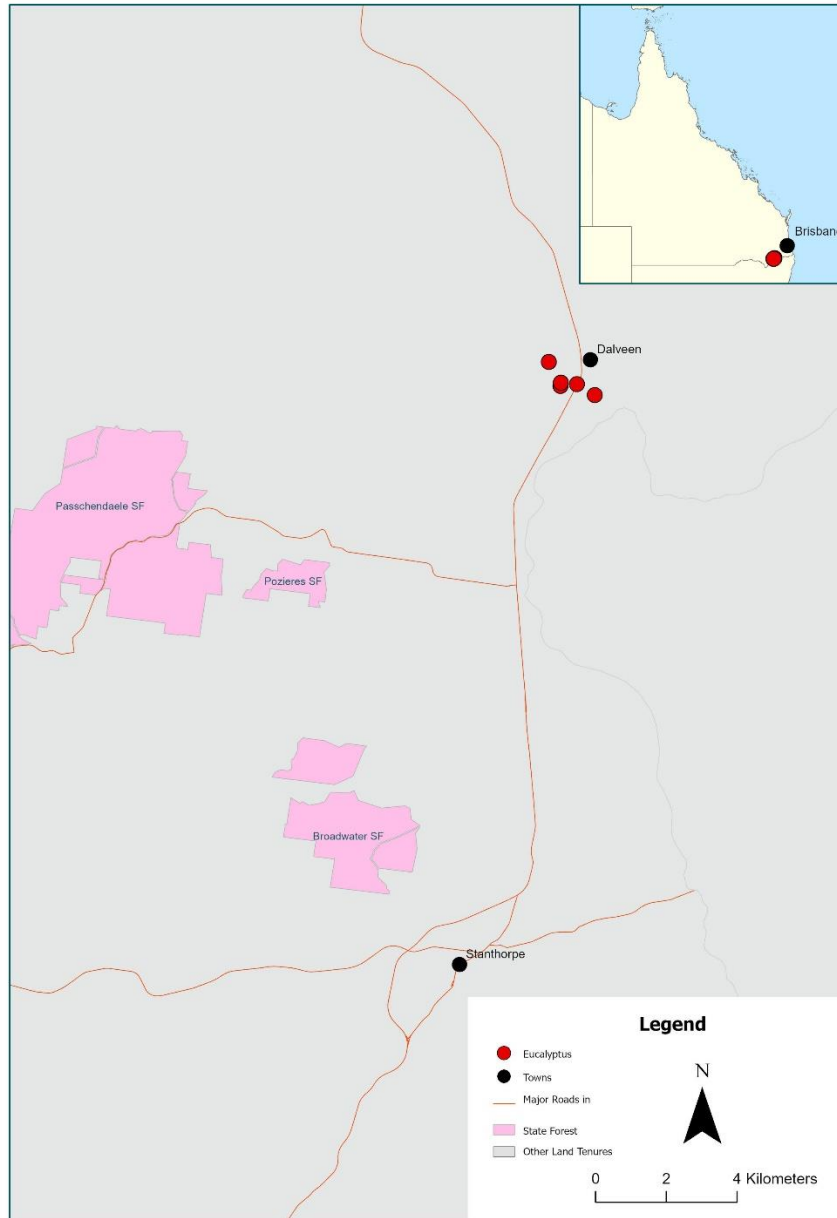 Brisban
Dalveen
Passchendaele SF
Pozieres SF
Broadwater SF
Stanthorpe
Legend
Eucalyptus
Towns
Major Roads in
State Forest
Other Land Tenures
N
0 2 4 Kilometers